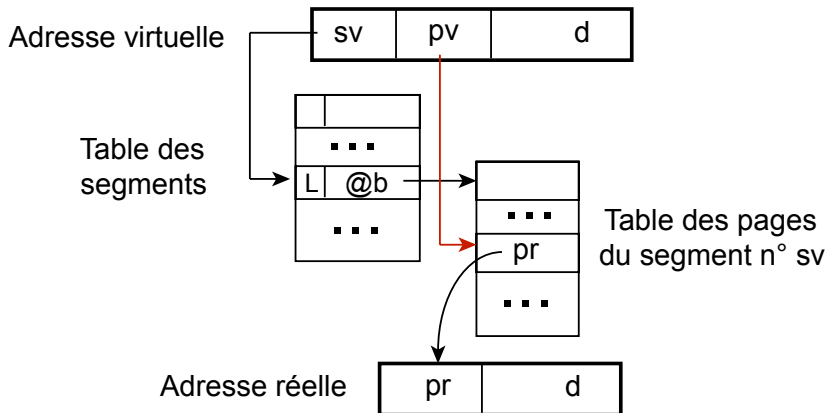 Adresse virtuelle
sv pv d
Table des
segments
L @b
Table des pages
du segment n° sv
pr
Adresse réelle
pr d